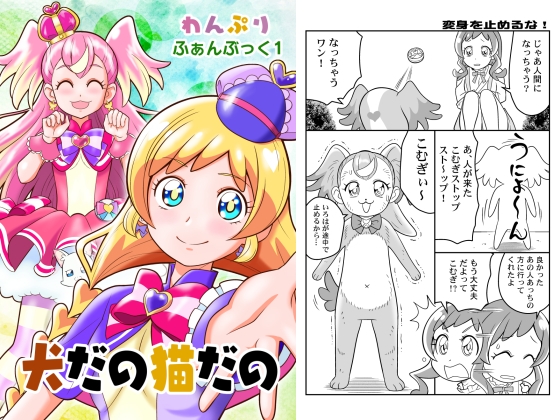 わんぷり
ふぁんぶっく1
犬だの猫だの
変身を止めるな！
じゃあ人間に
なっちゃう？
なっちゃう
ワン！
うにょ〜ん
あ、人が来た
こむぎストップ
スト〜ップ！
こむぎぃ〜
いろはが途中で
止めるから…
良かった
あの人あっちの
方に行って
くれたよ
もう大丈夫
だよって
こむぎ!?